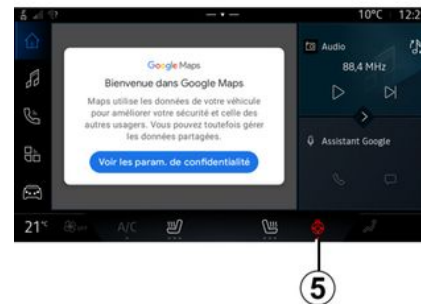 10°C 12:2
Google Maps
Bienvenue dans Google Maps
Maps utilise les données de votre véhicule
pour améliorer votre sécurité et celle des
autres usagers. Vous pouvez toutefois gérer
les données partagées.
Voir les param. de confidentialité
Audio
88,4 MHz
Assistant Google
21°C
OFF
A/C
5